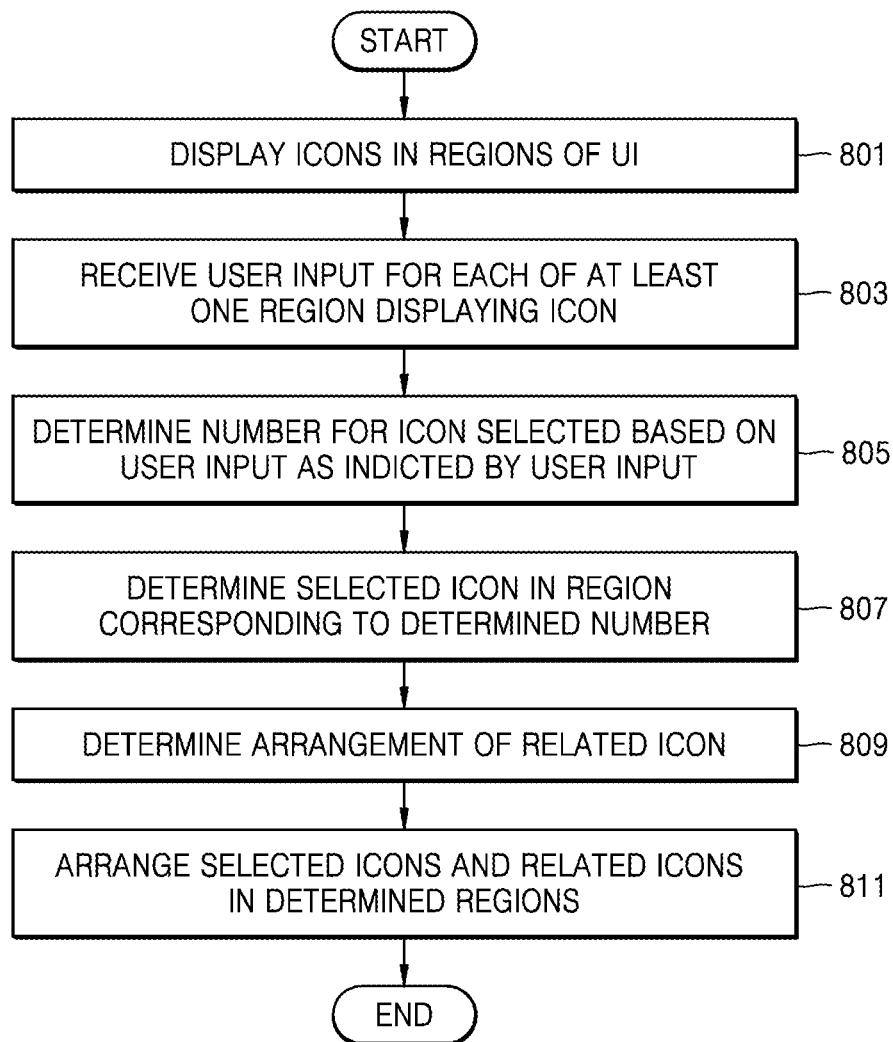 START
DISPLAY ICONS IN REGIONS OF UI
801
RECEIVE USER INPUT FOR EACH OF AT LEAST
ONE REGION DISPLAYING ICON
803
DETERMINE NUMBER FOR ICON SELECTED BASED ON
USER INPUT AS INDICTED BY USER INPUT
805
DETERMINE SELECTED ICON IN REGION
CORRESPONDING TO DETERMINED NUMBER
807
DETERMINE ARRANGEMENT OF RELATED ICON
809
ARRANGE SELECTED ICONS AND RELATED ICONS
IN DETERMINED REGIONS
811
END